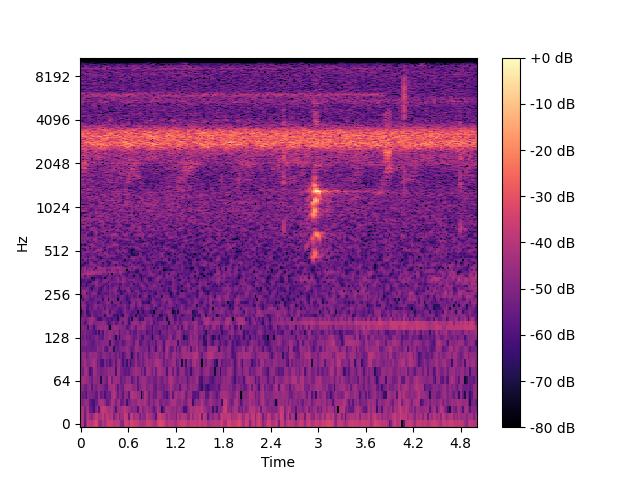 +0 dB
8192
-10 dB
4096
-20 dB
2048
-30 dB
1024
-40 dB
Hz
512
-50 dB
256
-60 dB
128
-70 dB
64
0
-80 dB
0 0.6 1.2 1.8 2.4 3 3.6 4.2 4.8
Time